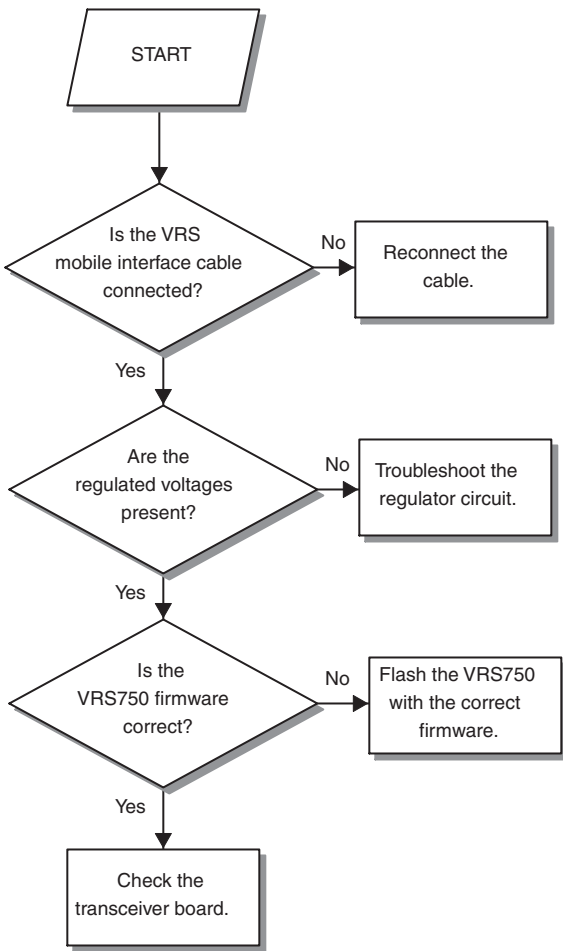 START
Is the VRS
mobile interface cable
connected?
No
Reconnect the
cable.
Yes
Are the
regulated voltages
present?
No
Troubleshoot the
regulator circuit.
Yes
Is the
VRS750 firmware
correct?
No
Flash the VRS750
with the correct
firmware.
Yes
Check the
transceiver board.